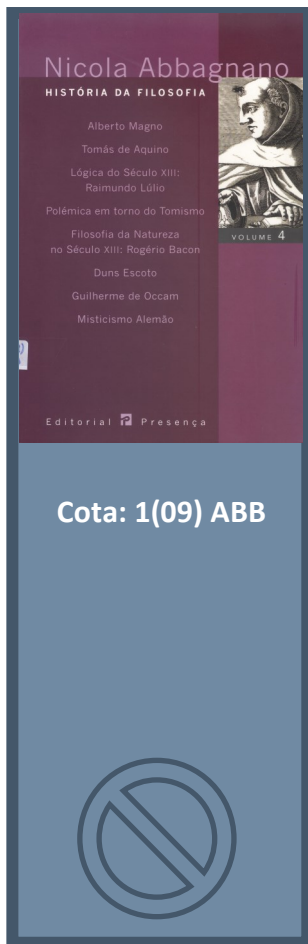 Nicola Abbagnano
HISTÓRIA DA FILOSOFIA
Alberto Magno
Tomás de Aquino
Lógica do Século XIII:
Raimundo Lúlio
Polémica em torno do Tomismo
Filosofia da Natureza
no Século XIII: Rogério Bacon
Duns Escoto
Guilherme de Occam
Misticismo Alemão
VOLUME 4
Editorial Presença
Cota: 1(09) ABB